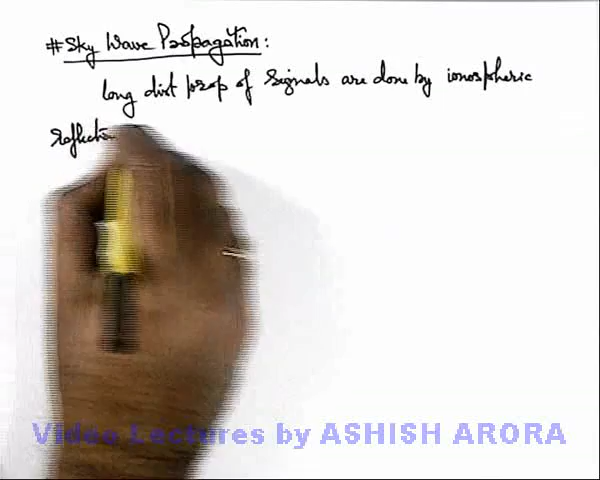 # Sky Wave Propagation :
long dist prop of signals are done by ionospheric
reflection
Video Lectures by ASHISH ARORA